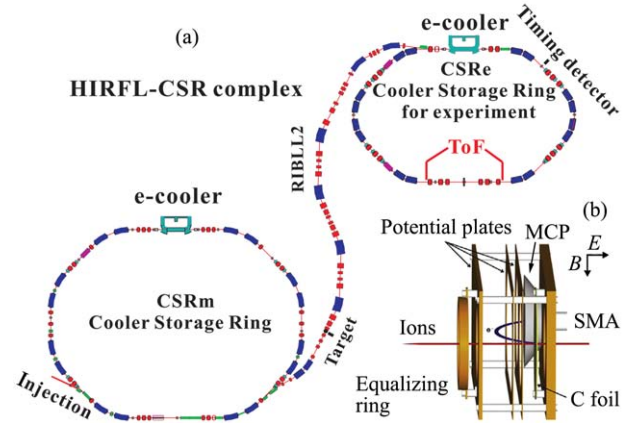 (a)
HIRFL-CSR complex
e-cooler
CSRe
Cooler Storage Ring
for experiment
Timing detector
ToF
RIBLL2
e-cooler
CSRm
Cooler Storage Ring
Target
Injection
(b)
Potential plates
MCP
E
B
Ions
SMA
Equalizing
ring
C foil